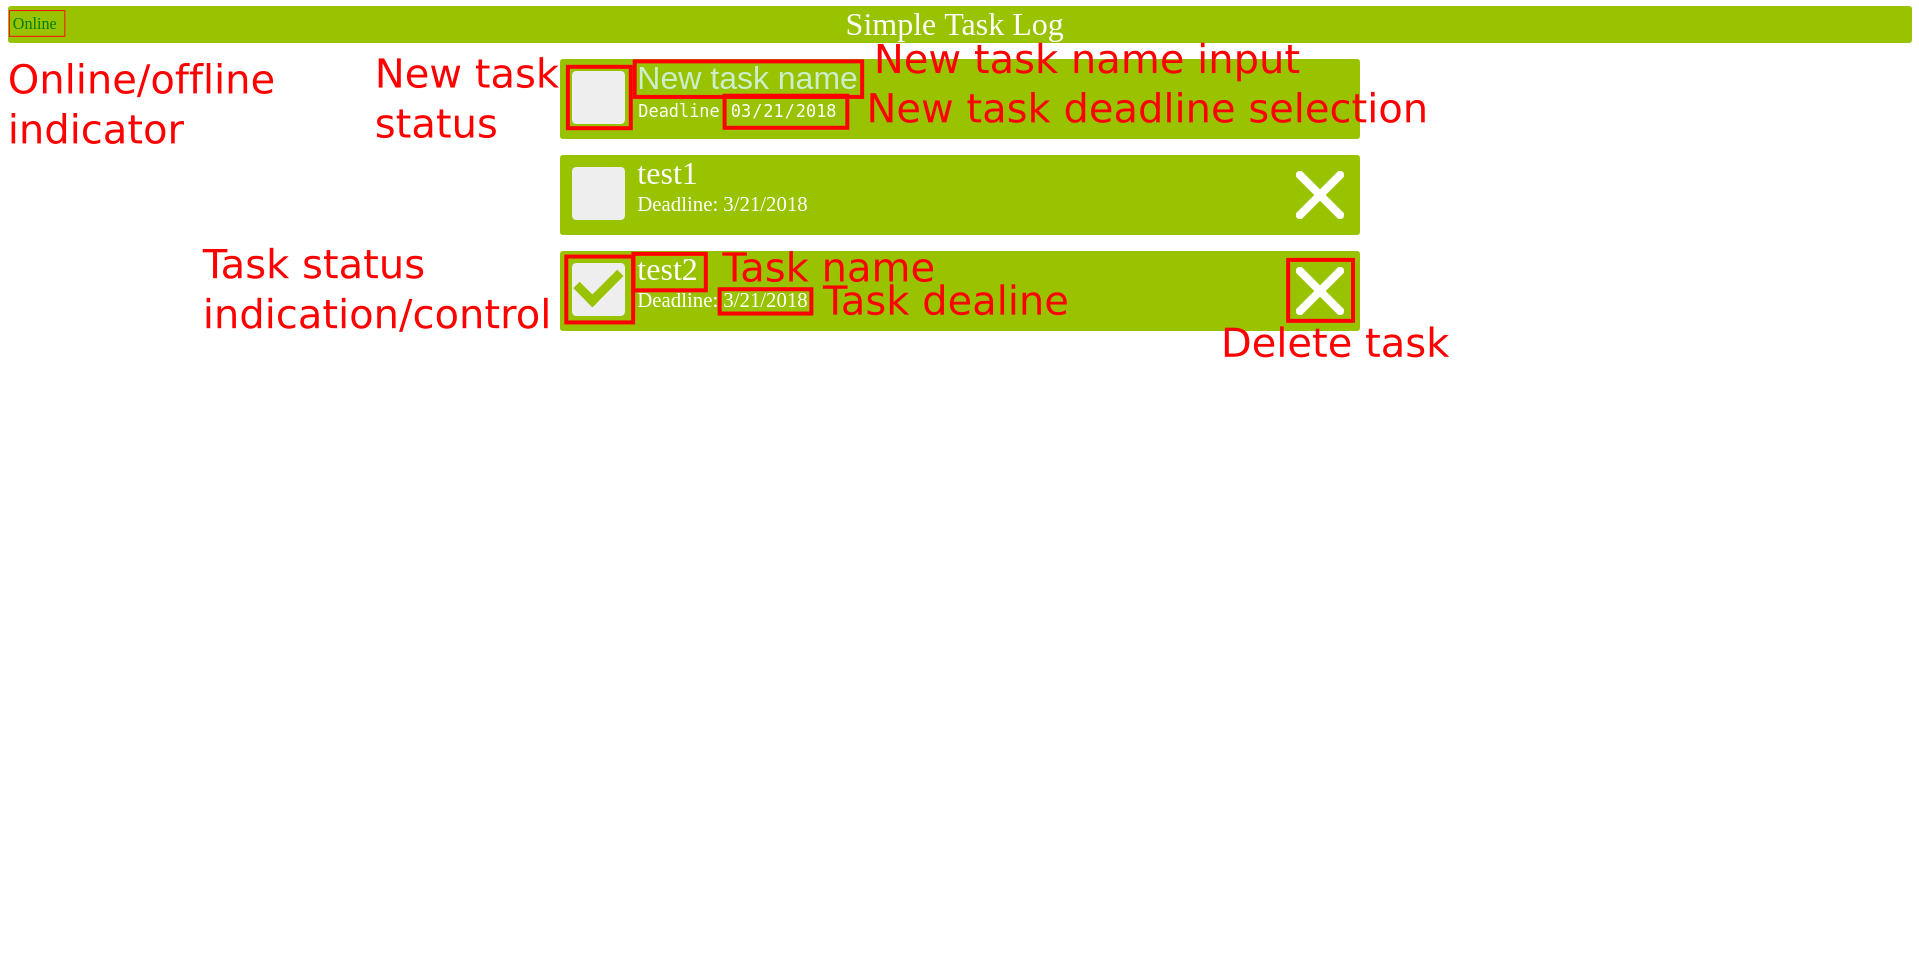 Online
Simple Task Log
Online/offline
indicator
New task
status
New task name
New task name input
Deadline 03/21/2018
New task deadline selection
test1
Deadline: 3/21/2018
Task status
indication/control
test2
Task name
Deadline: 3/21/2018
Task dealine
Delete task